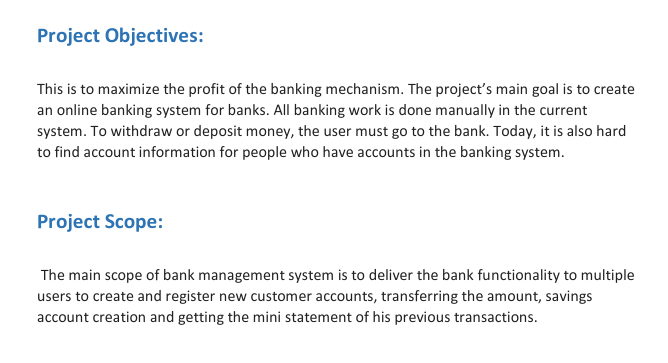 Project Objectives:
This is to maximize the profit of the banking mechanism. The project’s main goal is to create
an online banking system for banks. All banking work is done manually in the current
system. To withdraw or deposit money, the user must go to the bank. Today, it is also hard
to find account information for people who have accounts in the banking system.
Project Scope:
The main scope of bank management system is to deliver the bank functionality to multiple
users to create and register new customer accounts, transferring the amount, savings
account creation and getting the mini statement of his previous transactions.